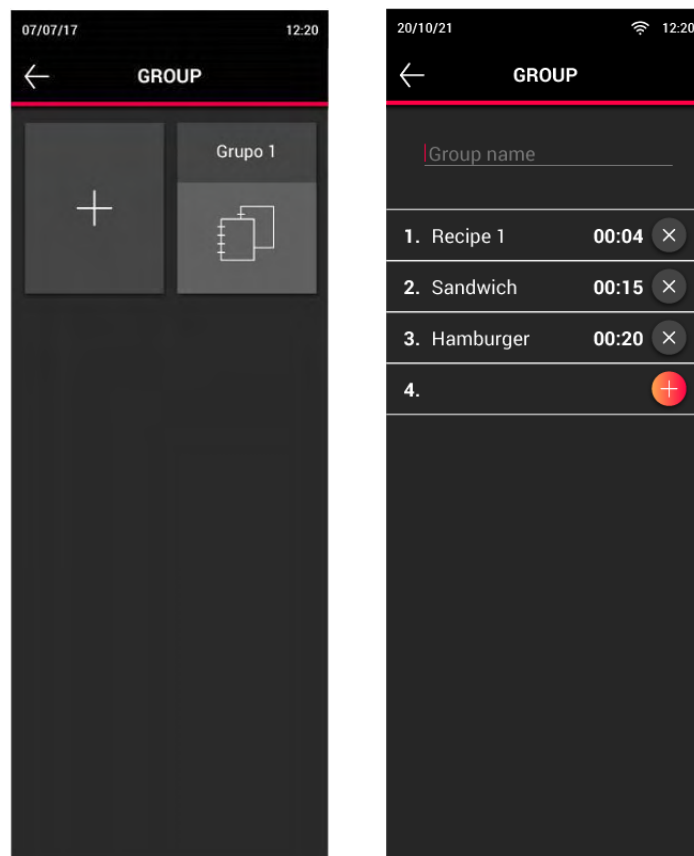 07/07/17 12:20
GROUP
Grupo 1
20/10/21 12:20
GROUP
Group name
1. Recipe 1 00:04
2. Sandwich 00:15
3. Hamburger 00:20
4.